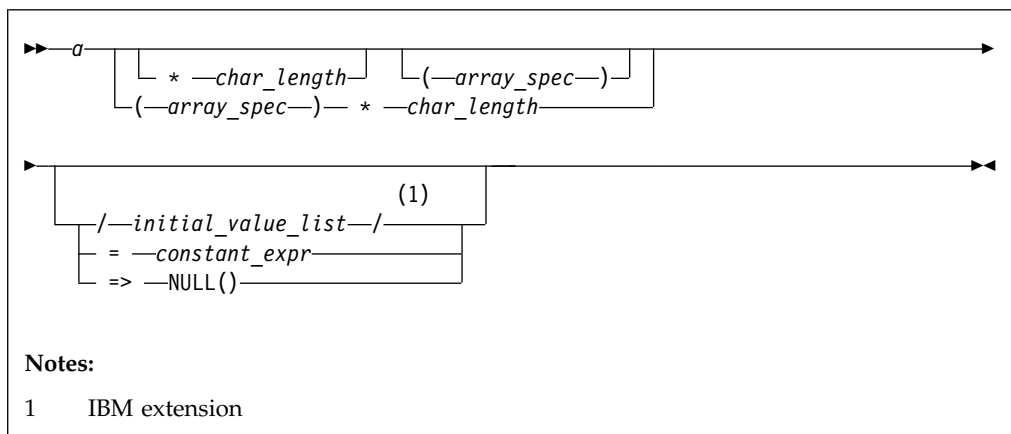 a
* char_length
( array_spec )
( array_spec ) * char_length
(1)
/ initial_value_list /
= constant_expr
=> NULL()
Notes:
1 IBM extension